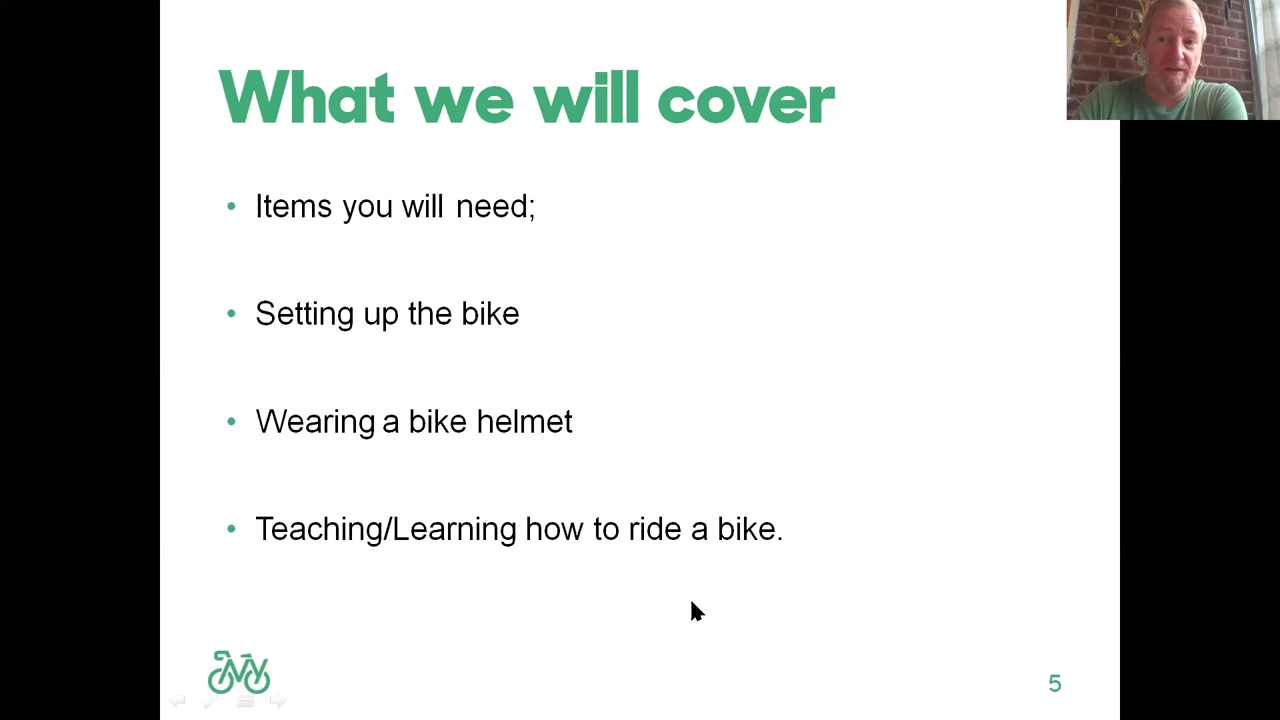 What we will cover
• Items you will need;
• Setting up the bike
• Wearing a bike helmet
• Teaching/Learning how to ride a bike.
5